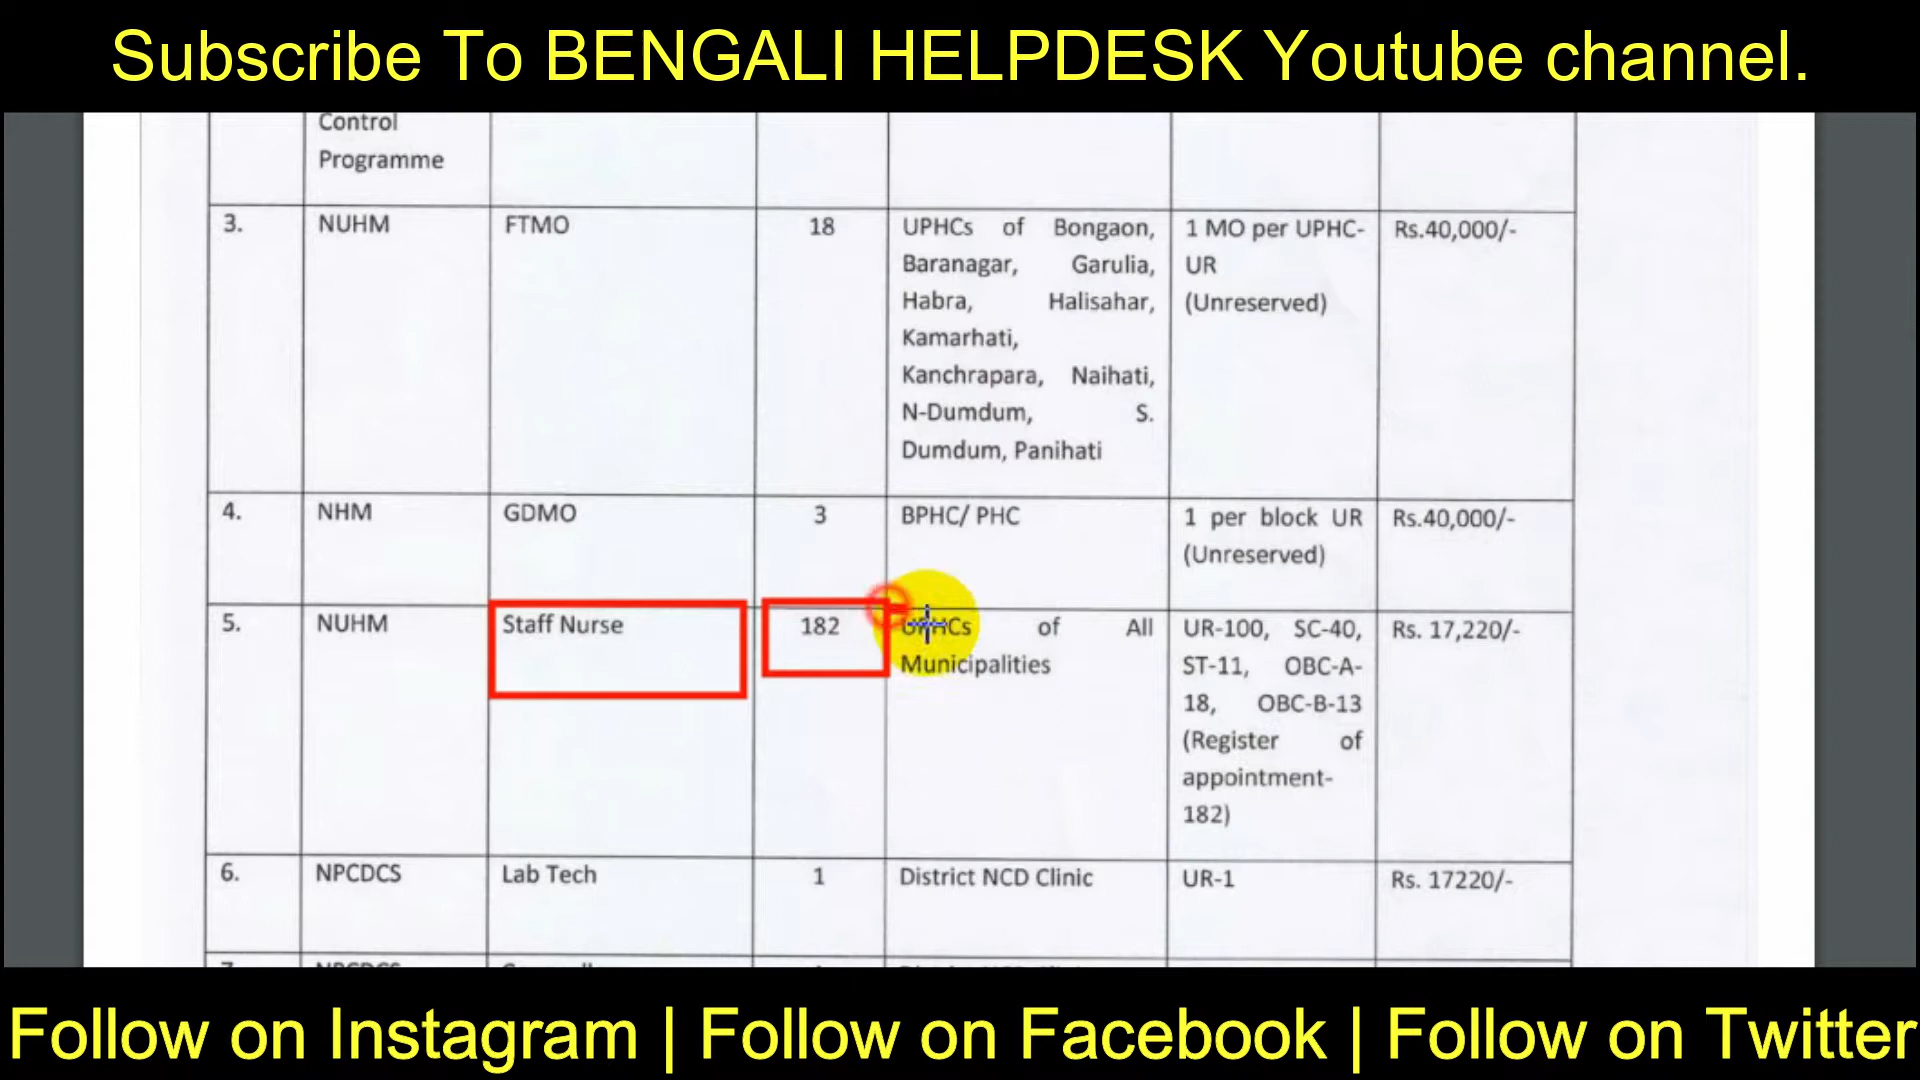 Subscribe To BENGALI HELPDESK Youtube channel.
Control
Programme
3. NUHM FTMO 18 UPHCs of Bongaon, 1 MO per UPHC- Rs.40,000/-
Baranagar, Garulia, UR
Habra, Halisahar, (Unreserved)
Kamarhati,
Kanchrapara, Naihati,
N-Dumdum, S.
Dumdum, Panihati
4. NHM GDMO 3 BPHC/ PHC 1 per block UR Rs.40,000/-
(Unreserved)
5. NUHM Staff Nurse 182 UPHCs of All UR-100, SC-40, Rs. 17,220/-
Municipalities ST-11, OBC-A-
18, OBC-B-13
(Register of
appointment-
182)
6. NPCDCS Lab Tech 1 District NCD Clinic UR-1 Rs. 17220/-
Follow on Instagram | Follow on Facebook | Follow on Twitter